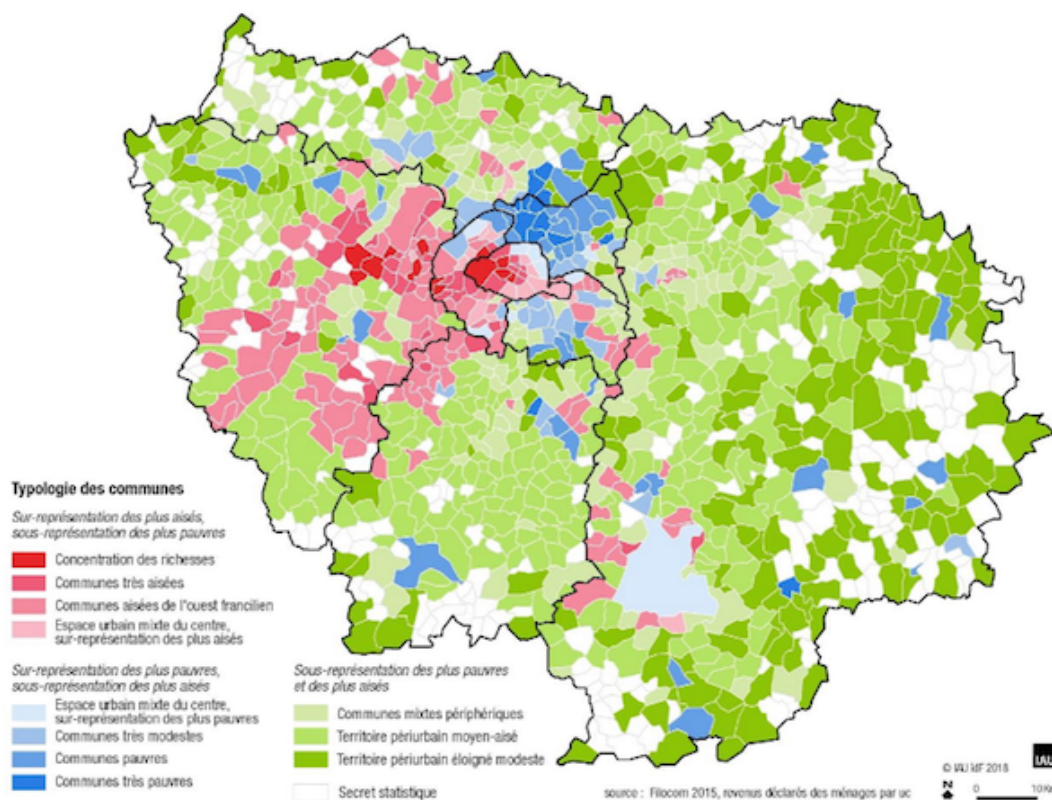 Typologie des communes
Sur-représentation des plus aisés,
sous-représentation des plus pauvres
Concentration des richesses
Communes très aisées
Communes aisées de l'ouest francilien
Espace urbain mixte du centre,
sur-représentation des plus aisés
Sur-représentation des plus pauvres,
sous-représentation des plus aisés
Espace urbain mixte du centre,
sur-représentation des plus pauvres
Communes très modestes
Communes pauvres
Communes très pauvres
Sous-représentation des plus pauvres
et des plus aisés
Communes mixtes périphériques
Territoire périurbain moyen-aisé
Territoire périurbain éloigné modeste
Secret statistique
source : Filocom 2015, revenus déclarés des ménages par uc
© IAU îdF 2018
IAU
N
0 10 K